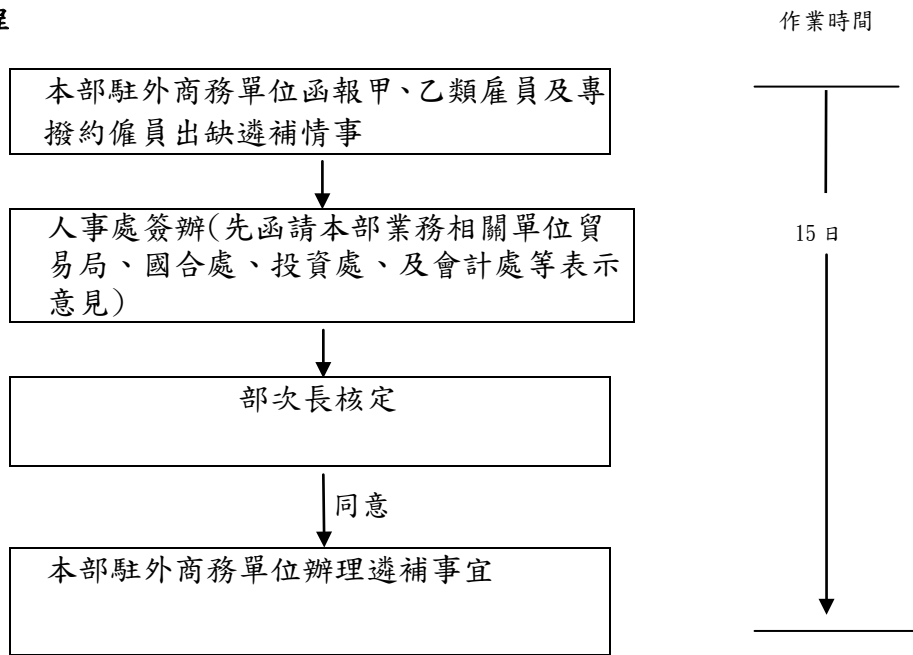 程
作業時間
本部駐外商務單位函報甲、乙類雇員及專
撥約僱員出缺遴補情事
人事處簽辦(先函請本部業務相關單位貿
易局、國合處、投資處、及會計處等表示
意見)
15日
部次長核定
同意
本部駐外商務單位辦理遴補事宜